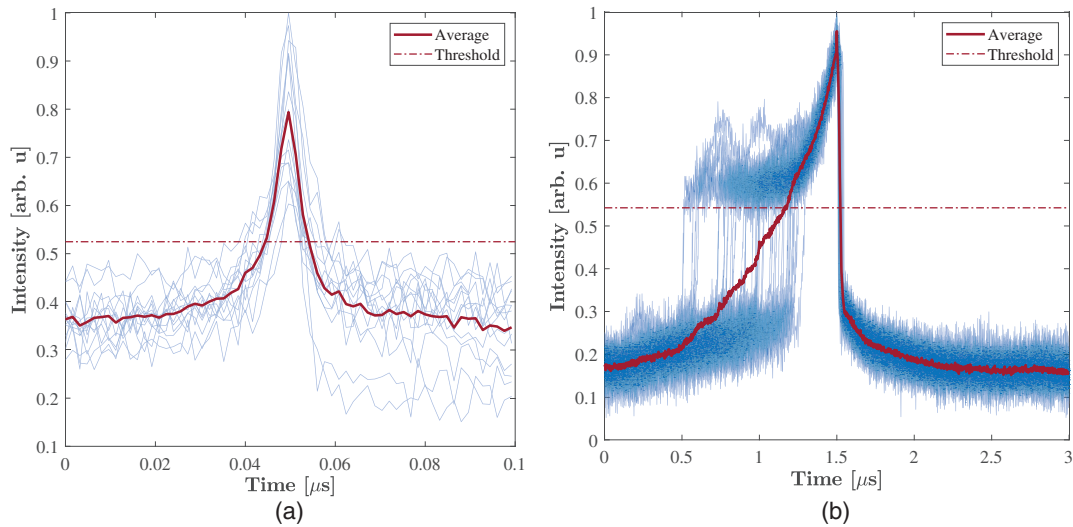 1
0.9
0.8
0.7
0.6
0.5
0.4
0.3
0.2
0.1
Intensity [arb. u]
Average
Threshold
0 0.02 0.04 0.06 0.08 0.1
Time [μs]
(a)
1
0.9
0.8
0.7
0.6
0.5
0.4
0.3
0.2
0.1
0
Intensity [arb. u]
Average
Threshold
0 0.5 1 1.5 2 2.5 3
Time [μs]
(b)